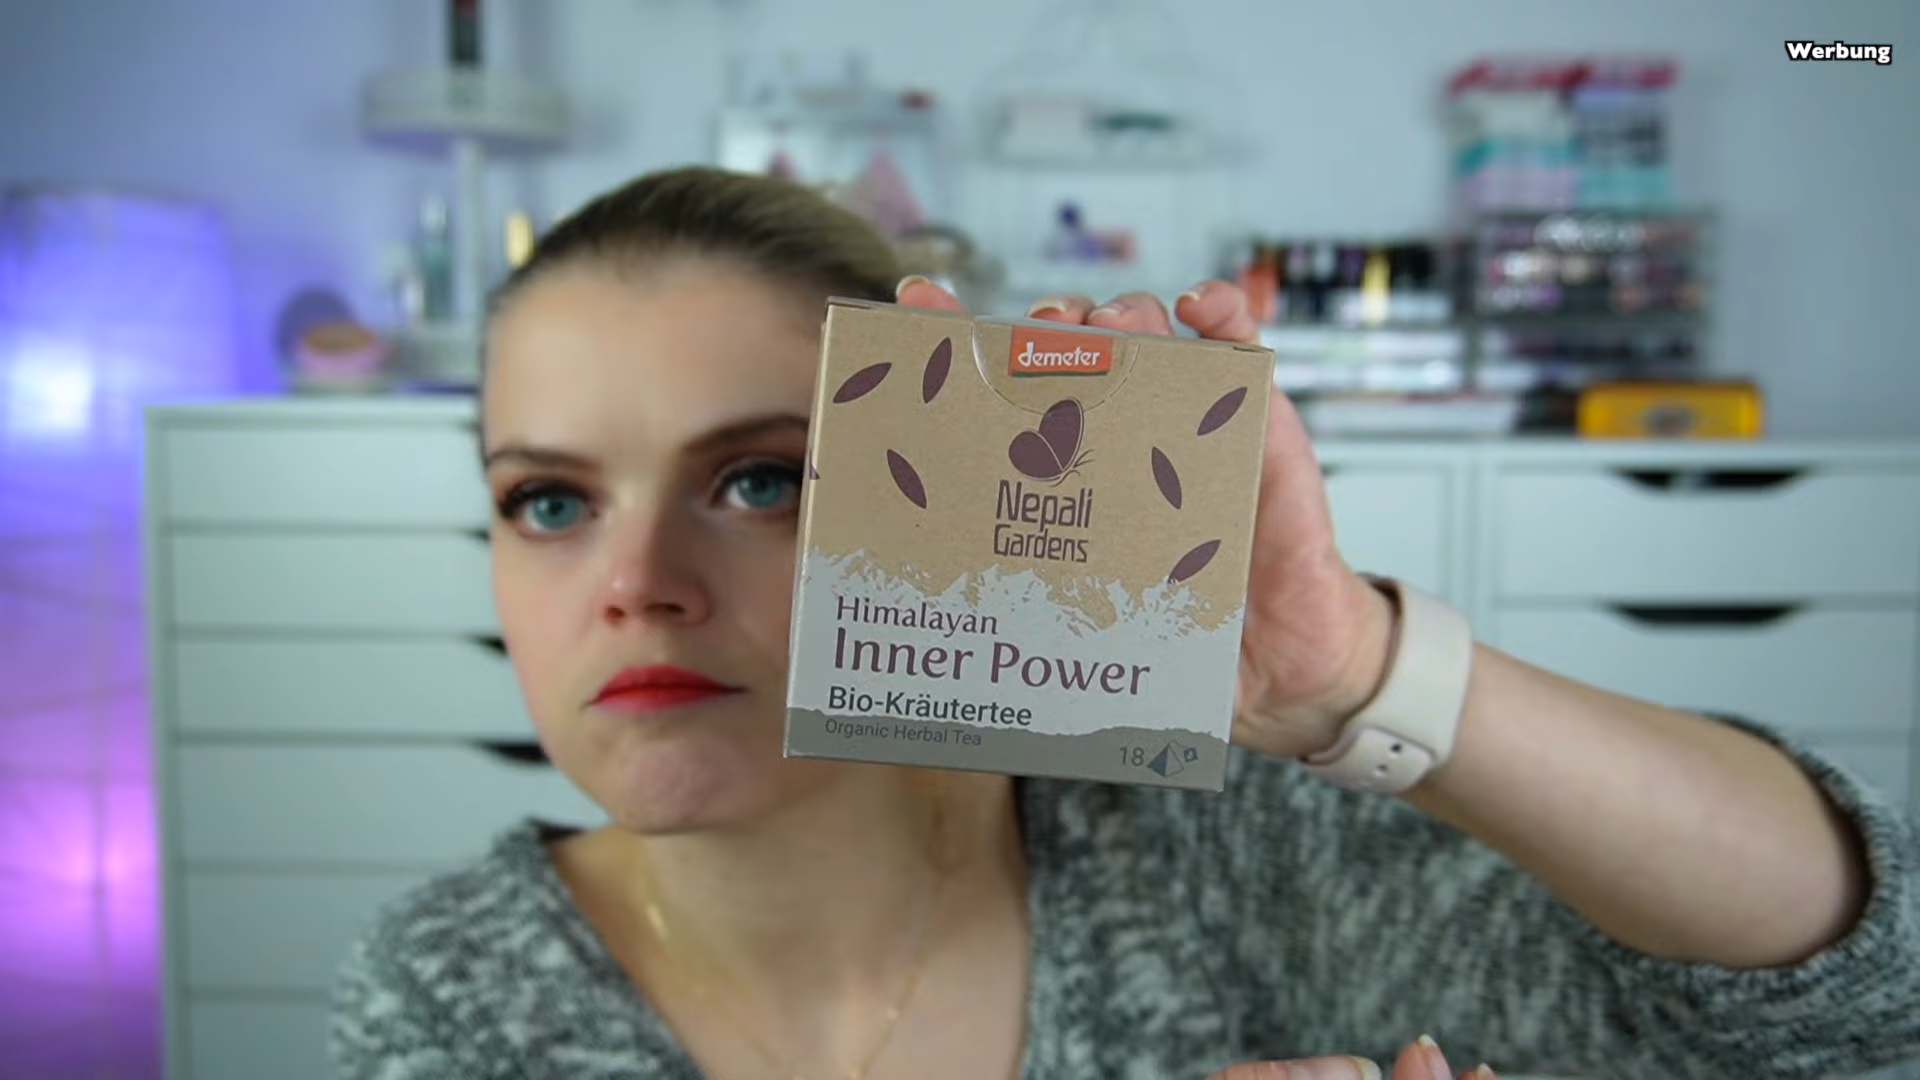 Werbung
demeter
Nepali
Gardens
Himalayan
Inner Power
Bio-Kräutertee
Organic Herbal Tea
18